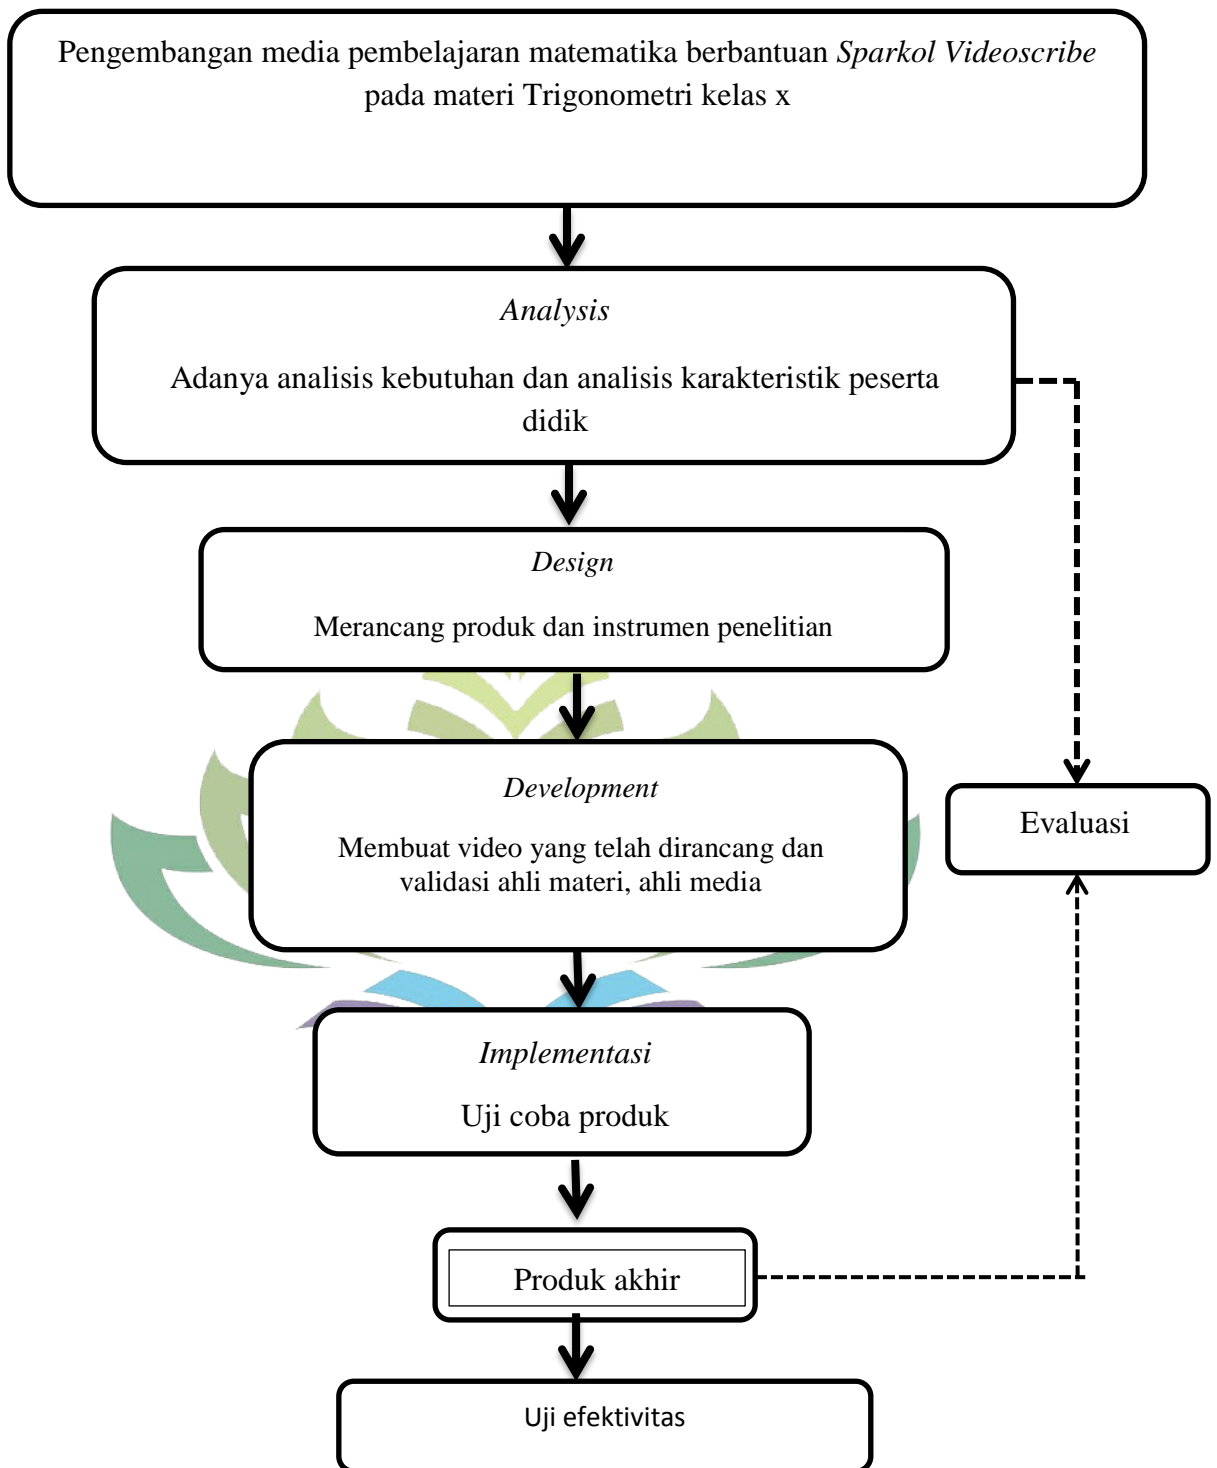 Pengembangan media pembelajaran matematika berbantuan Sparkol Videoscribe
pada materi Trigonometri kelas x
Analysis
Adanya analisis kebutuhan dan analisis karakteristik peserta
didik
Design
Merancang produk dan instrumen penelitian
Development
Membuat video yang telah dirancang dan
validasi ahli materi, ahli media
Evaluasi
Implementasi
Uji coba produk
Produk akhir
Uji efektivitas